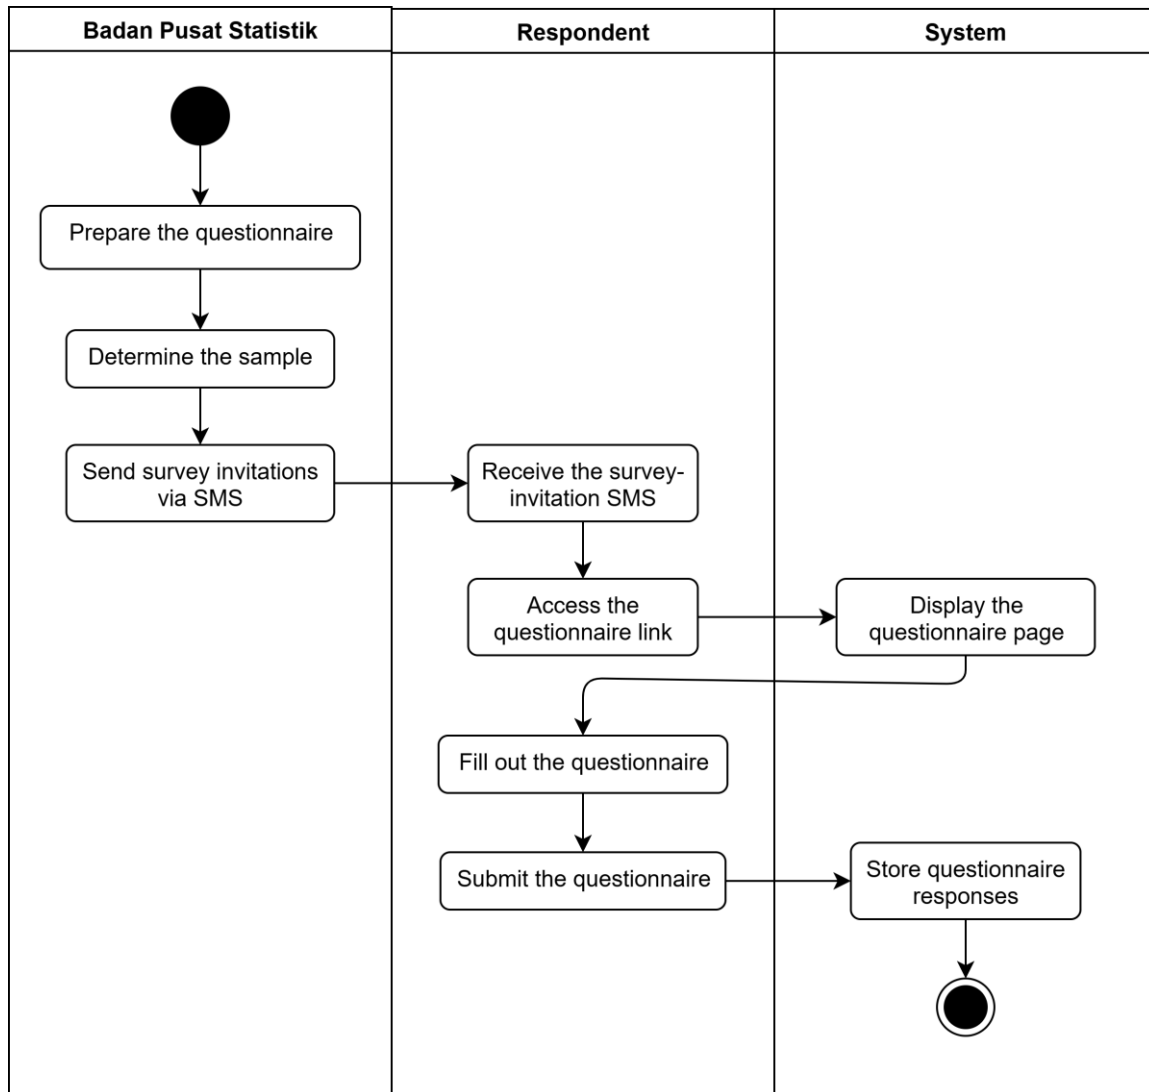 Badan Pusat Statistik
Respondent
System
Prepare the questionnaire
Determine the sample
Send survey invitations
via SMS
Receive the survey-
invitation SMS
Access the
questionnaire link
Display the
questionnaire page
Fill out the questionnaire
Submit the questionnaire
Store questionnaire
responses